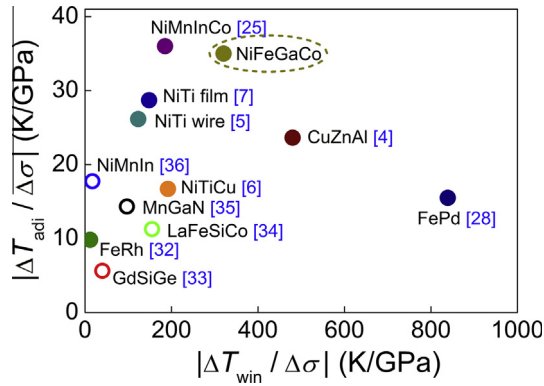 40
30
20
10
0
|ΔT_adi / Δσ| (K/GPa)
NiMnInCo [25]
NiFeGaCo
NiTi film [7]
NiTi wire [5]
CuZnAl [4]
NiMnIn [36]
NiTiCu [6]
MnGaN [35]
FePd [28]
LaFeSiCo [34]
FeRh [32]
GdSiGe [33]
0 200 400 600 800 1000
|ΔT_win / Δσ| (K/GPa)